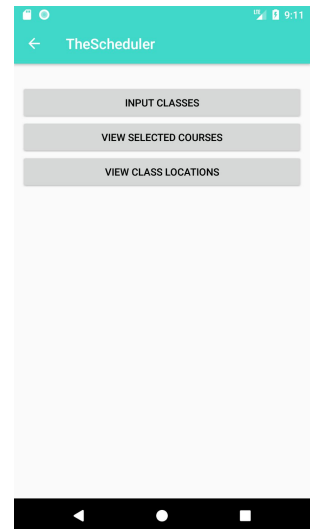 9:11
TheScheduler
INPUT CLASSES
VIEW SELECTED COURSES
VIEW CLASS LOCATIONS